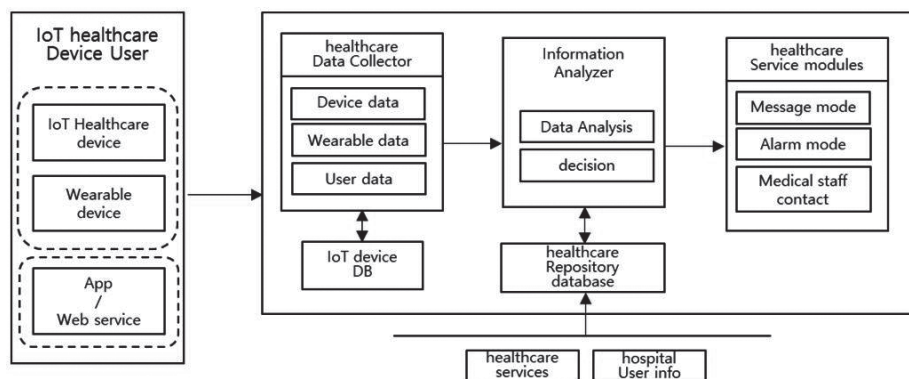 IoT healthcare
Device User
IoT Healthcare
device
Wearable
device
App
/
Web service
healthcare
Data Collector
Device data
Wearable data
User data
IoT device
DB
Information
Analyzer
Data Analysis
decision
healthcare
Repository
database
healthcare
Service modules
Message mode
Alarm mode
Medical staff
contact
healthcare
services
hospital
User info